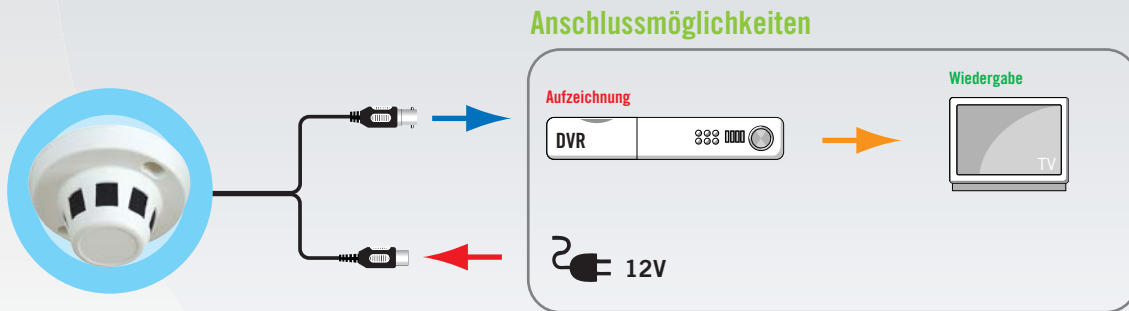 Anschlussmöglichkeiten
Wiedergabe
Aufzeichnung
DVR
TV
12V